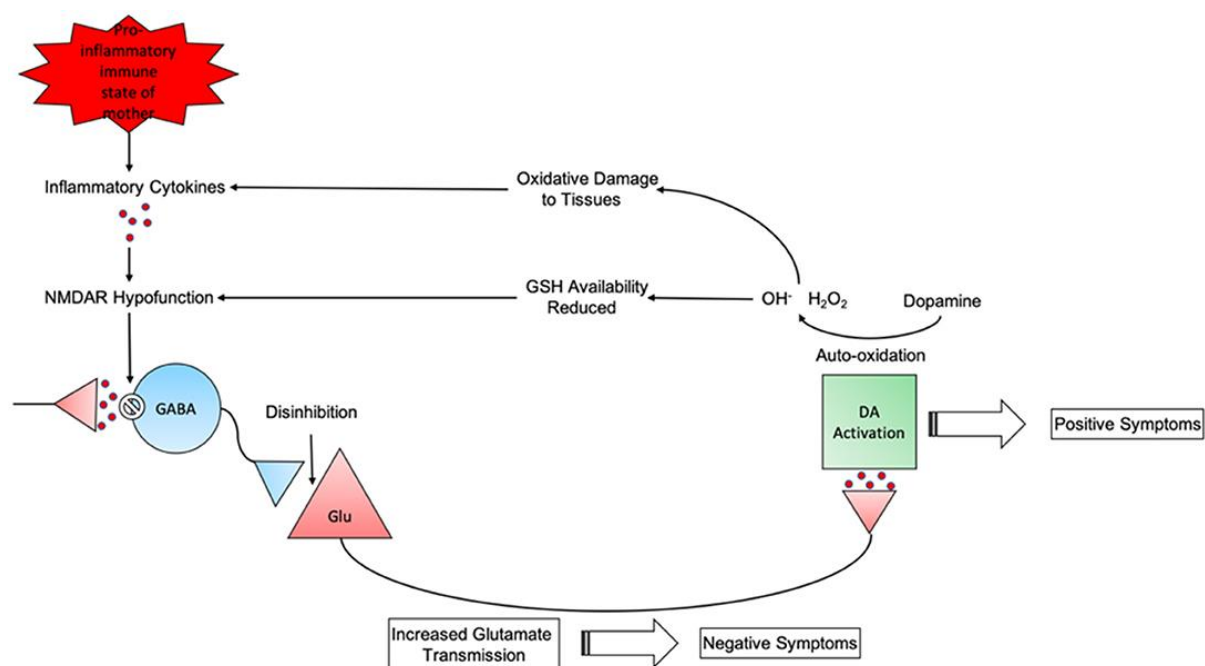 Pro-
inflammatory
immune
state of
mother
Inflammatory Cytokines
Oxidative Damage
to Tissues
NMDAR Hypofunction
GSH Availability
Reduced
OH⁻ H₂O₂
Dopamine
Auto-oxidation
GABA
Disinhibition
DA
Activation
Positive Symptoms
Glu
Increased Glutamate
Transmission
Negative Symptoms